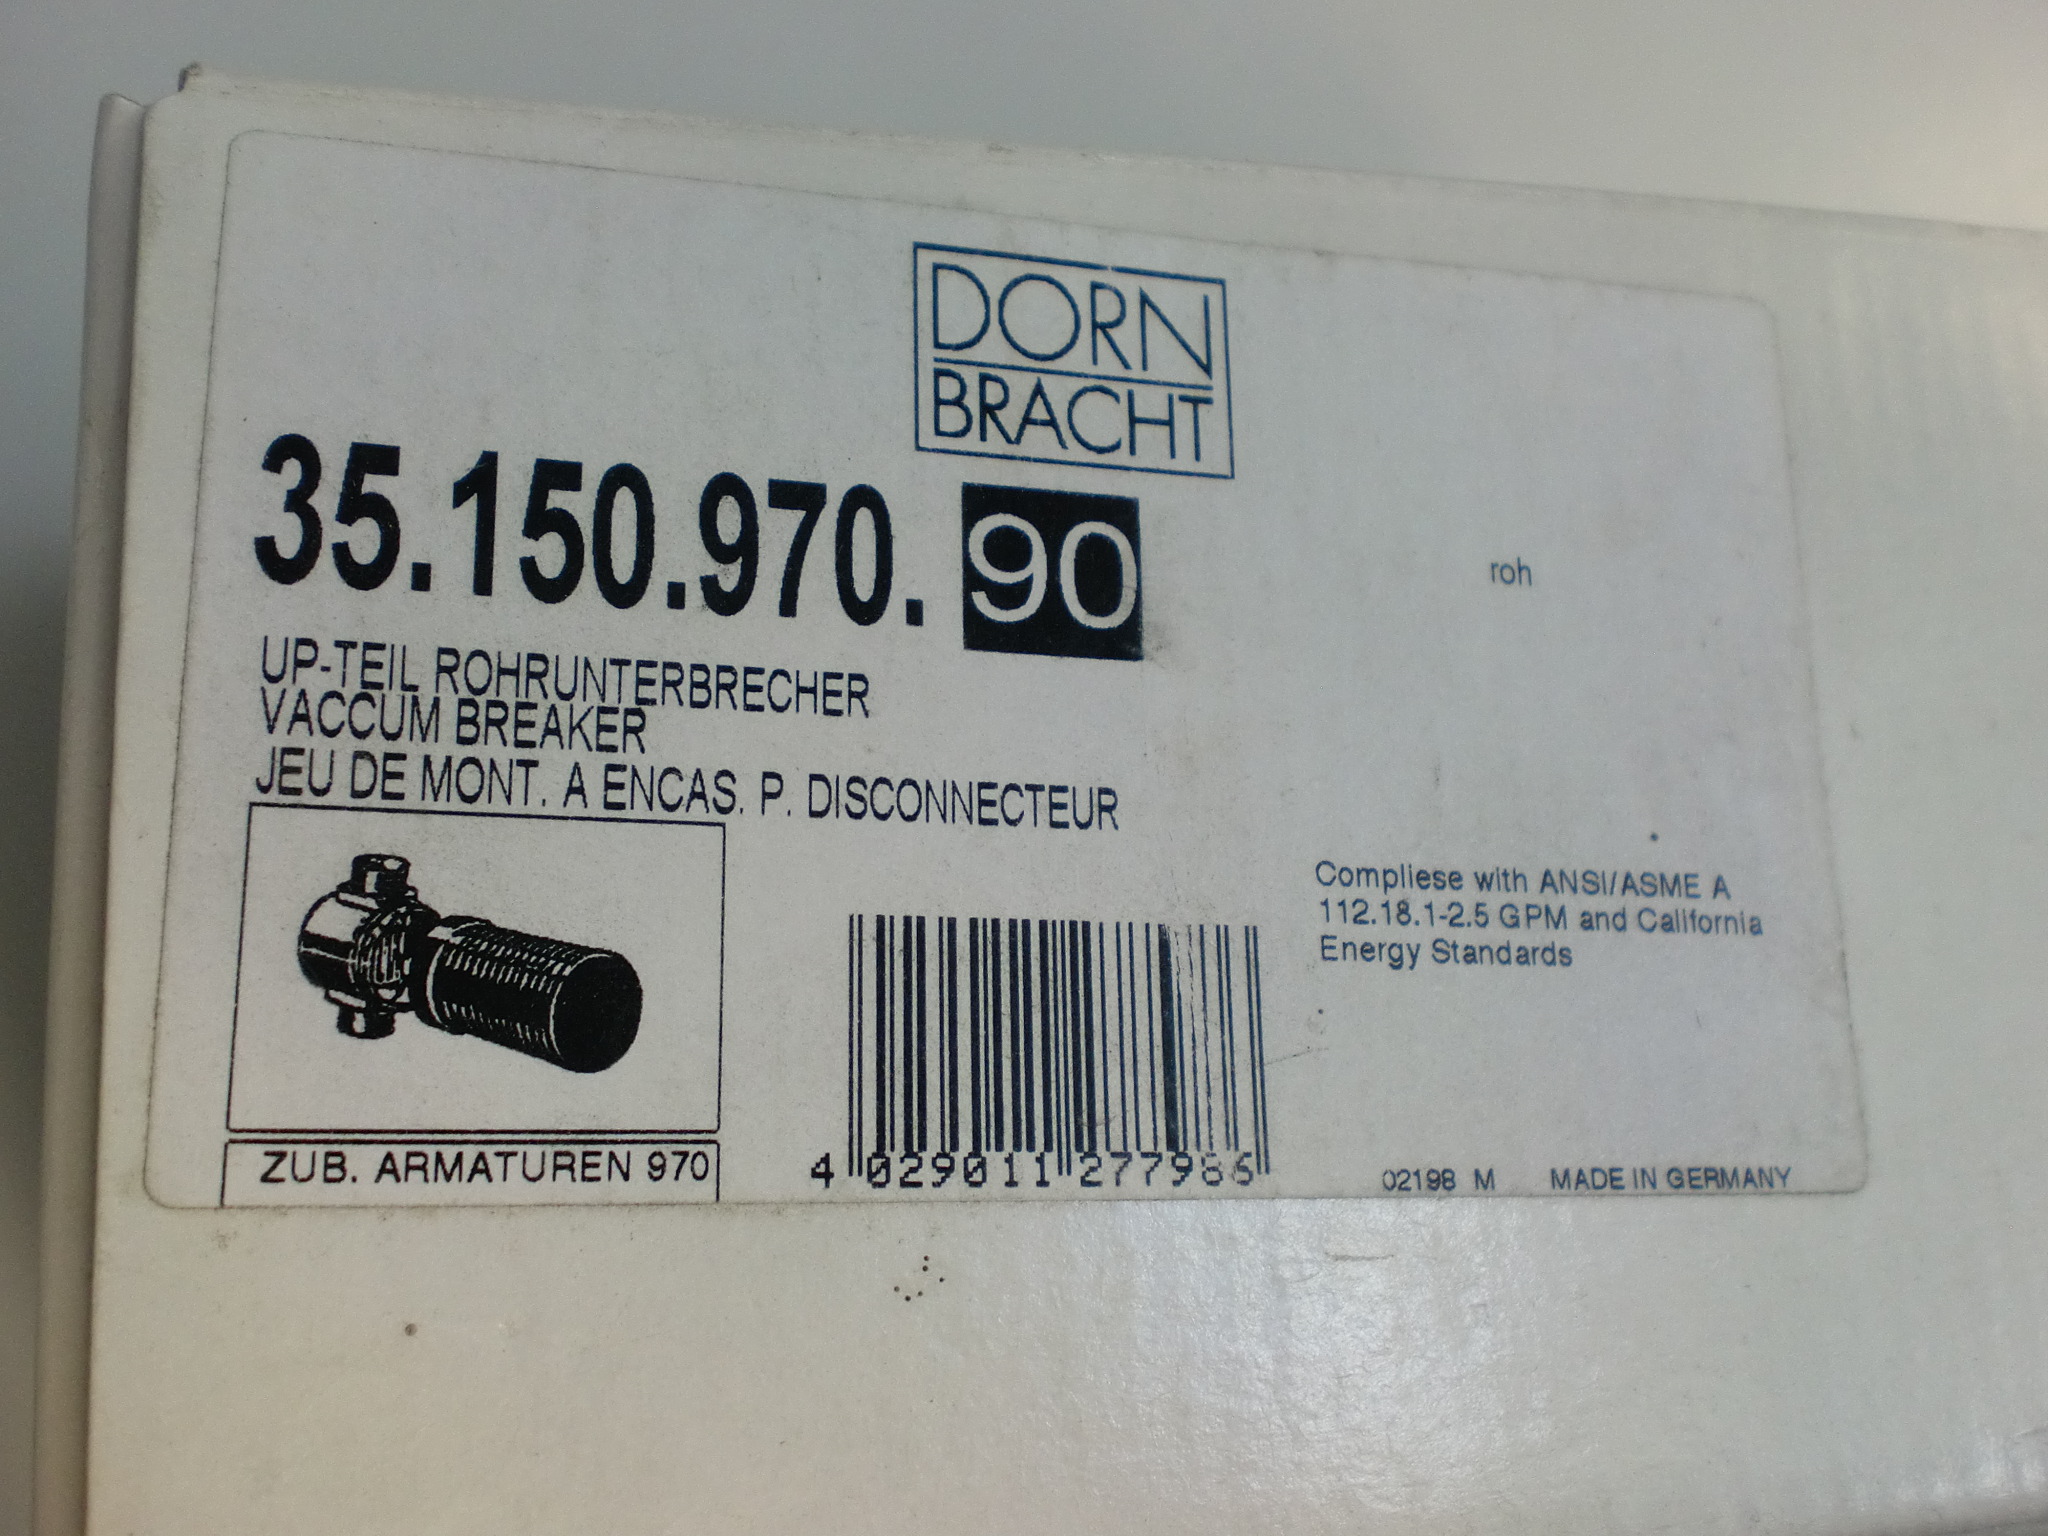 DORN
BRACHT
35.150.970. 90
roh
UP-TEIL ROHRUNTERBRECHER
VACCUM BREAKER
JEU DE MONT. A ENCAS. P. DISCONNECTEUR
Compliese with ANSI/ASME A
112.18.1-2.5 GPM and California
Energy Standards
ZUB. ARMATUREN 970
4 029011 277986
02198 M MADE IN GERMANY